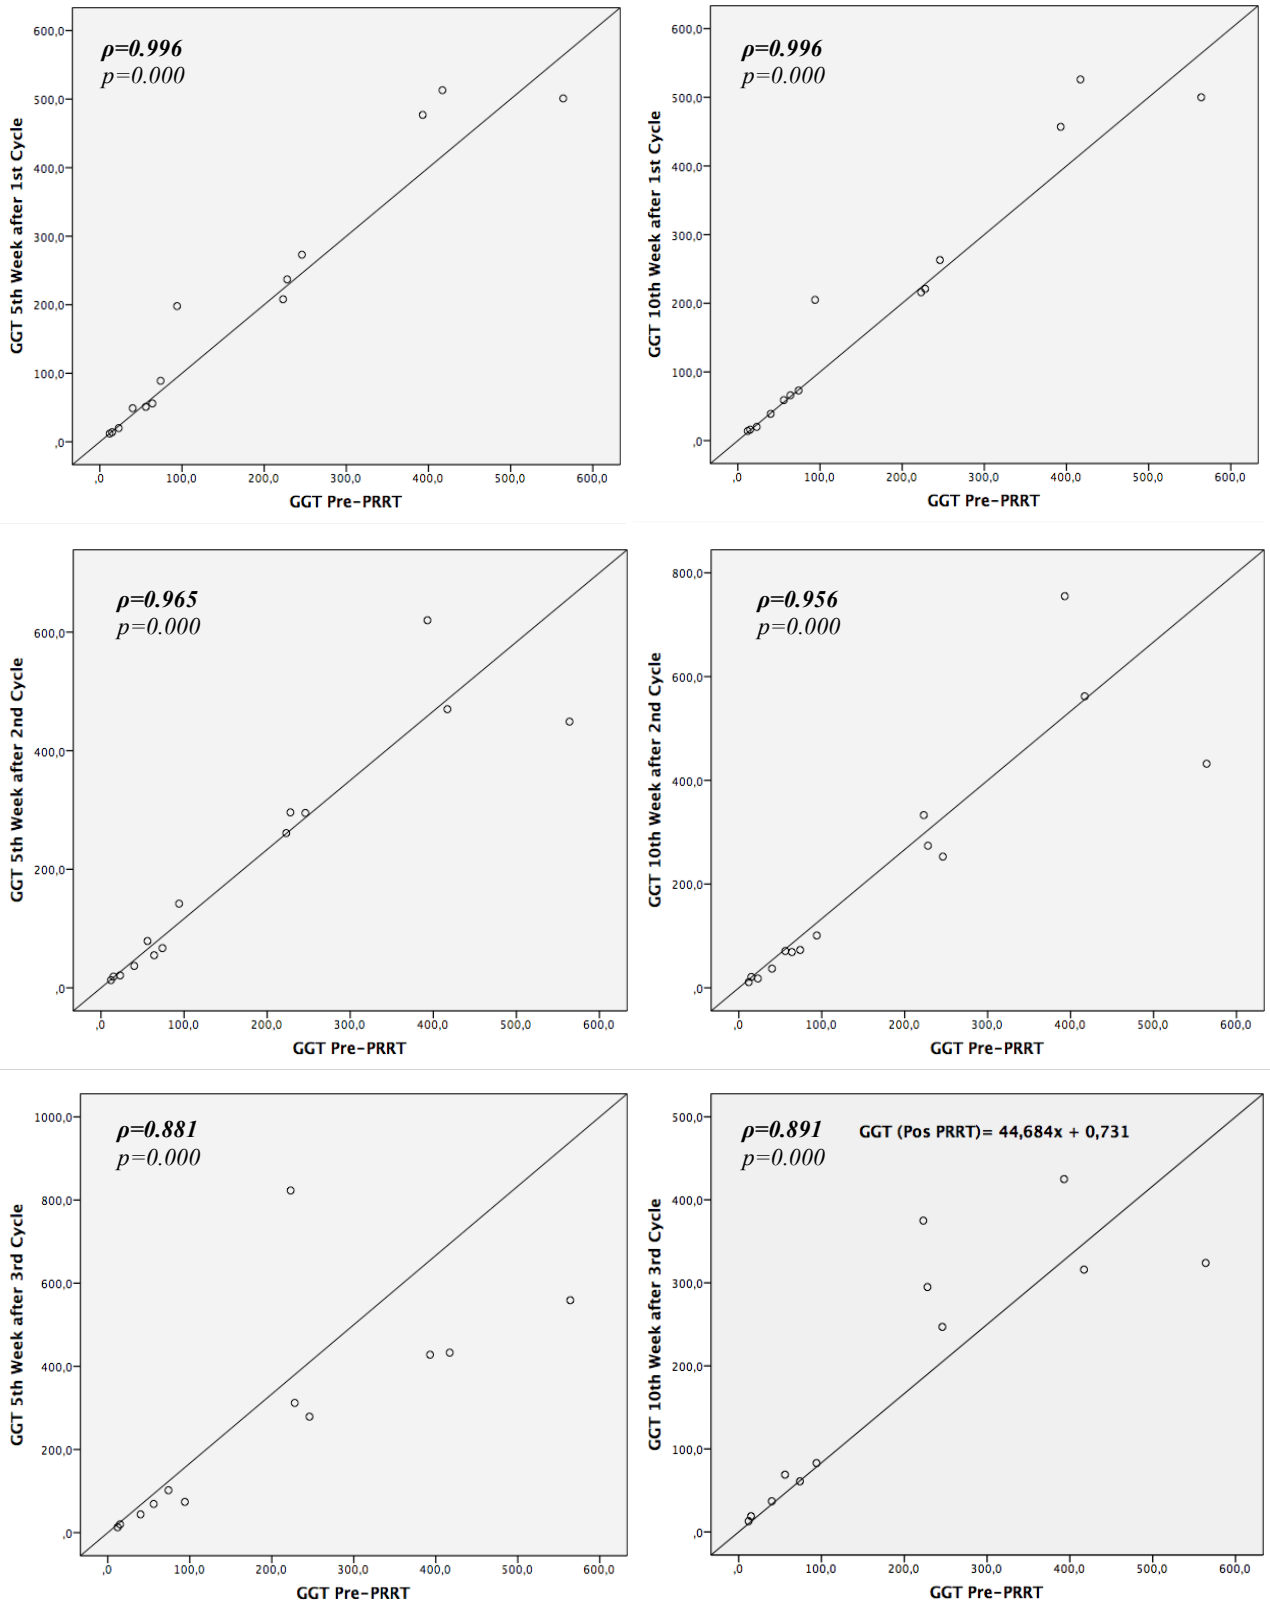 ρ=0.996
p=0.000
GGT 5th Week after 1st Cycle
600,0
500,0
400,0
300,0
200,0
100,0
,0
,0 100,0 200,0 300,0 400,0 500,0 600,0
GGT Pre-PRRT
ρ=0.996
p=0.000
GGT 10th Week after 1st Cycle
600,0
500,0
400,0
300,0
200,0
100,0
,0
,0 100,0 200,0 300,0 400,0 500,0 600,0
GGT Pre-PRRT
ρ=0.965
p=0.000
GGT 5th Week after 2nd Cycle
600,0
400,0
200,0
,0
,0 100,0 200,0 300,0 400,0 500,0 600,0
GGT Pre-PRRT
ρ=0.956
p=0.000
GGT 10th Week after 2nd Cycle
800,0
600,0
400,0
200,0
,0
,0 100,0 200,0 300,0 400,0 500,0 600,0
GGT Pre-PRRT
ρ=0.881
p=0.000
GGT 5th Week after 3rd Cycle
1000,0
800,0
600,0
400,0
200,0
,0
,0 100,0 200,0 300,0 400,0 500,0 600,0
GGT Pre-PRRT
ρ=0.891
p=0.000
GGT (Pos PRRT)= 44,684x + 0,731
GGT 10th Week after 3rd Cycle
500,0
400,0
300,0
200,0
100,0
,0
,0 100,0 200,0 300,0 400,0 500,0 600,0
GGT Pre-PRRT